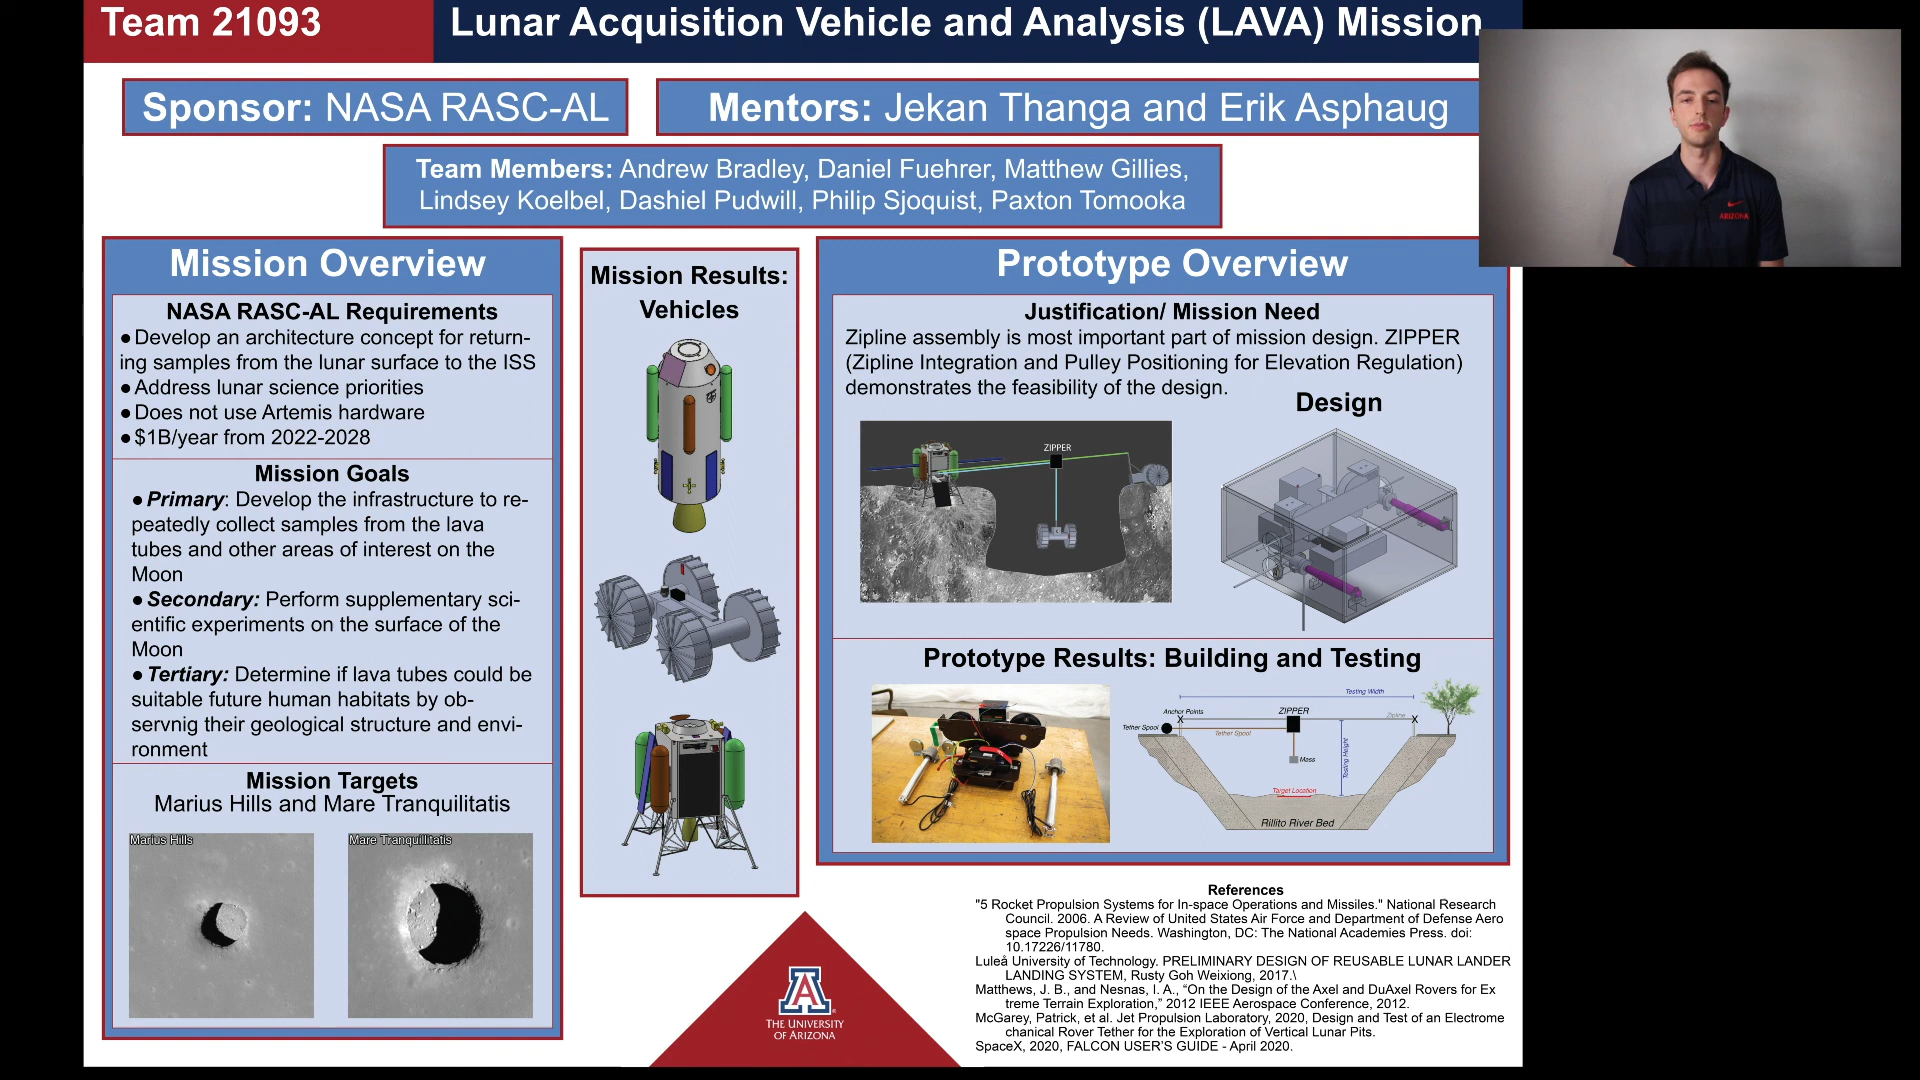 Team 21093
Lunar Acquisition Vehicle and Analysis (LAVA) Mission
Sponsor: NASA RASC-AL
Mentors: Jekan Thanga and Erik Asphaug
Team Members: Andrew Bradley, Daniel Fuehrer, Matthew Gillies,
Lindsey Koelbel, Dashiel Pudwill, Philip Sjoquist, Paxton Tomooka
Mission Overview
NASA RASC-AL Requirements
●Develop an architecture concept for return-
ing samples from the lunar surface to the ISS
●Address lunar science priorities
●Does not use Artemis hardware
●$1B/year from 2022-2028
Mission Goals
●Primary: Develop the infrastructure to re-
peatedly collect samples from the lava
tubes and other areas of interest on the
Moon
●Secondary: Perform supplementary sci-
entific experiments on the surface of the
Moon
●Tertiary: Determine if lava tubes could be
suitable future human habitats by ob-
servnig their geological structure and envi-
ronment
Mission Targets
Marius Hills and Mare Tranquilitatis
Marius Hills
Mare Tranquillitatis
Mission Results:
Vehicles
Prototype Overview
Justification/ Mission Need
Zipline assembly is most important part of mission design. ZIPPER
(Zipline Integration and Pulley Positioning for Elevation Regulation)
demonstrates the feasibility of the design.
Design
ZIPPER
Prototype Results: Building and Testing
Testing Width
Anchor Points
ZIPPER
Zipline
Tether Spool
Tether Spool
Mass
Testing Height
Target Location
Rillito River Bed
References
"5 Rocket Propulsion Systems for In-space Operations and Missiles." National Research
Council. 2006. A Review of United States Air Force and Department of Defense Aero
space Propulsion Needs. Washington, DC: The National Academies Press. doi:
10.17226/11780.
Luleå University of Technology. PRELIMINARY DESIGN OF REUSABLE LUNAR LANDER
LANDING SYSTEM, Rusty Goh Weixiong, 2017.\
Matthews, J. B., and Nesnas, I. A., “On the Design of the Axel and DuAxel Rovers for Ex
treme Terrain Exploration,” 2012 IEEE Aerospace Conference, 2012.
McGarey, Patrick, et al. Jet Propulsion Laboratory, 2020, Design and Test of an Electrome
chanical Rover Tether for the Exploration of Vertical Lunar Pits.
SpaceX, 2020, FALCON USER'S GUIDE - April 2020.
A
THE UNIVERSITY
OF ARIZONA
ARIZONA